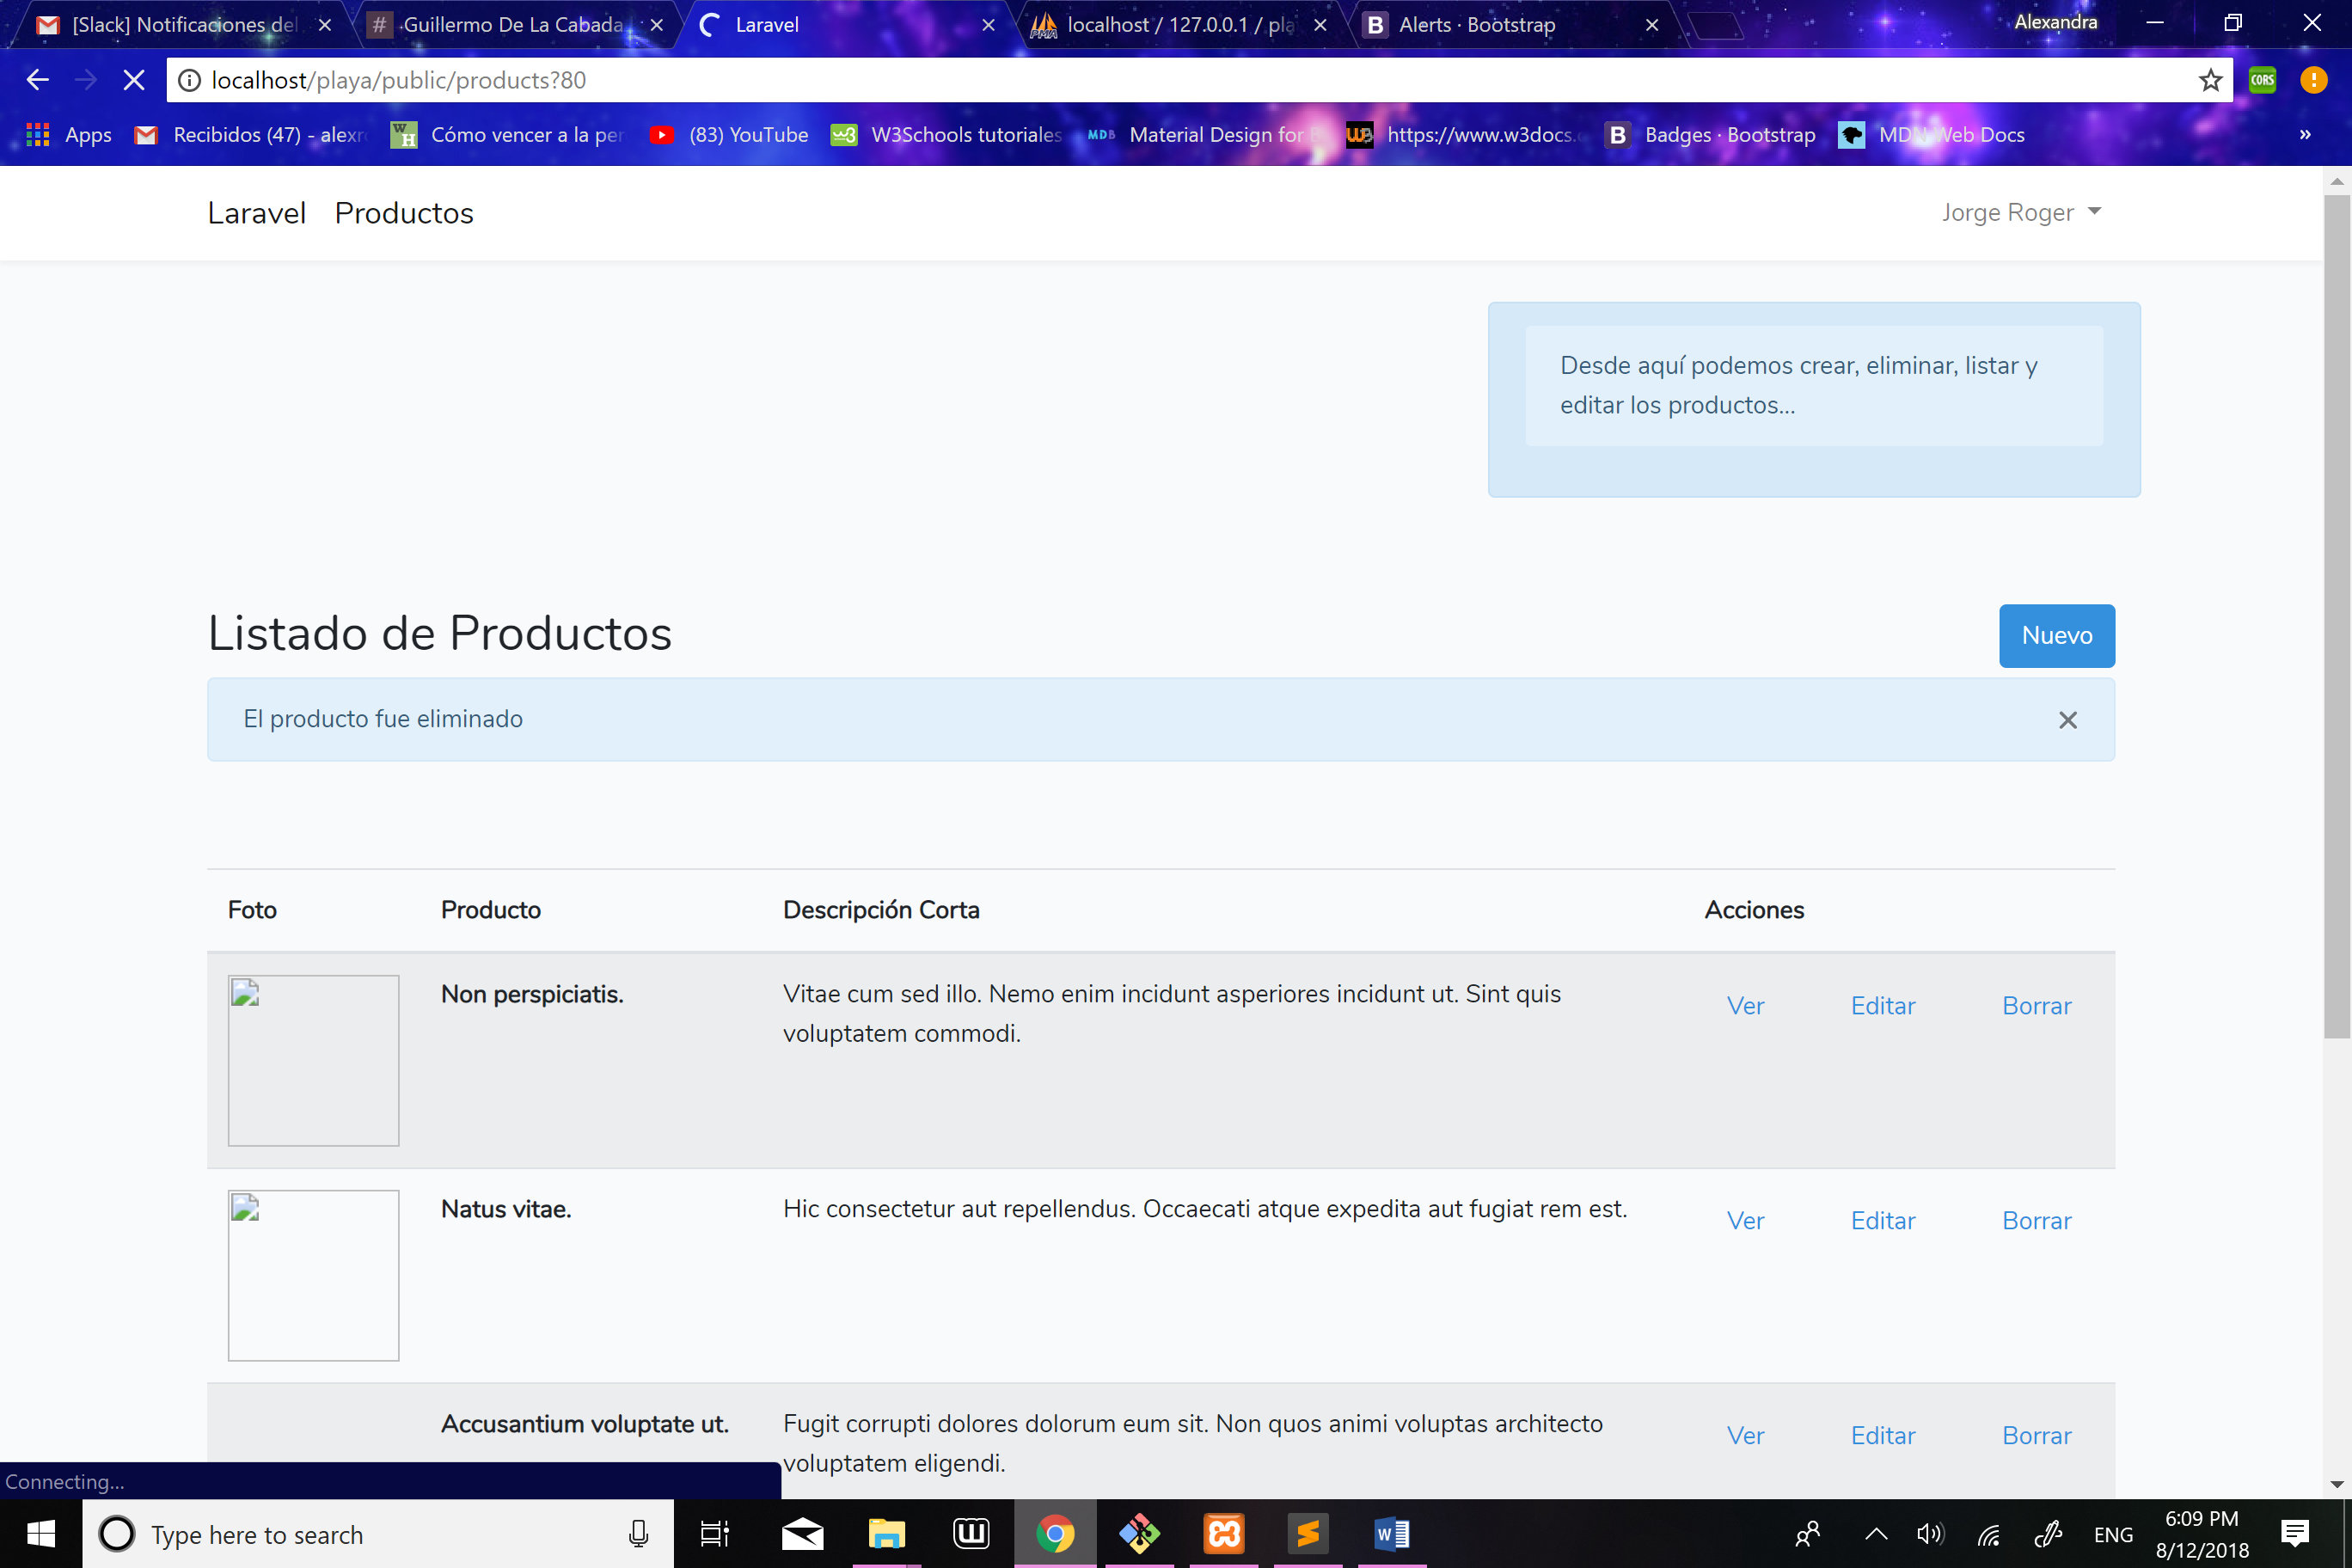 [Slack] Notificaciones del
# Guillermo De La Cabada
Laravel
localhost / 127.0.0.1 / pla
B Alerts · Bootstrap
Alexandra
localhost/playa/public/products?80
CORS
Apps
Recibidos (47) - alexr
Cómo vencer a la per
(83) YouTube
W3Schools tutoriales
MDB Material Design for B
https://www.w3docs.c
B Badges · Bootstrap
MDN Web Docs
»
Laravel Productos
Jorge Roger
Desde aquí podemos crear, eliminar, listar y
editar los productos...
Listado de Productos
Nuevo
El producto fue eliminado
Foto Producto Descripción Corta Acciones
Non perspiciatis. Vitae cum sed illo. Nemo enim incidunt asperiores incidunt ut. Sint quis Ver Editar Borrar
voluptatem commodi.
Natus vitae. Hic consectetur aut repellendus. Occaecati atque expedita aut fugiat rem est. Ver Editar Borrar
Accusantium voluptate ut. Fugit corrupti dolores dolorum eum sit. Non quos animi voluptas architecto Ver Editar Borrar
voluptatem eligendi.
Connecting...
Type here to search
ENG
6:09 PM
8/12/2018